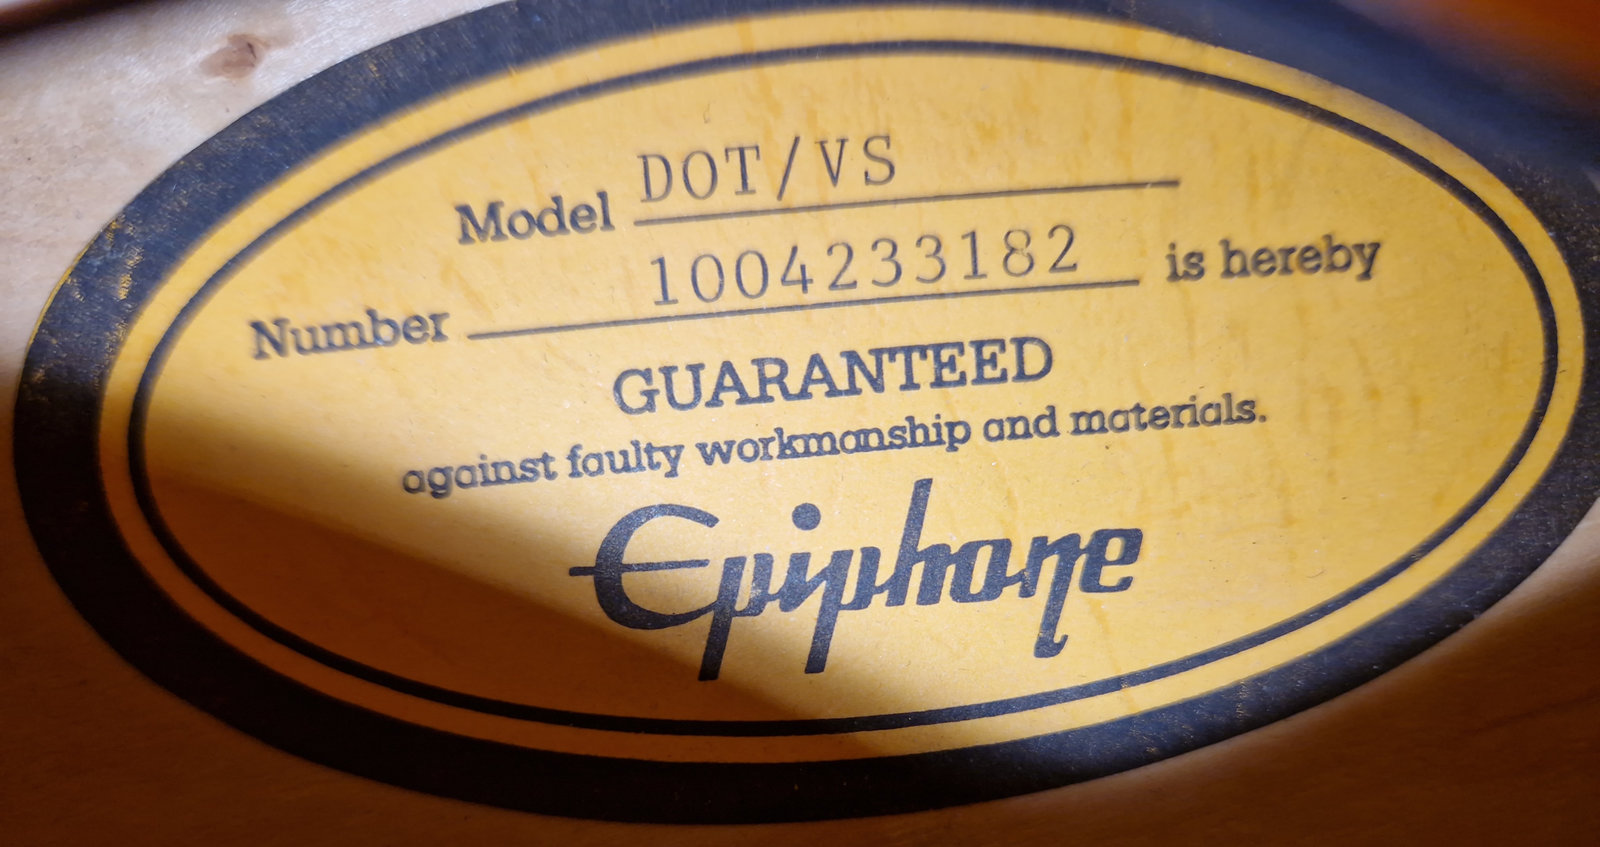 Model DOT/VS
Number 1004233182 is hereby
GUARANTEED
against faulty workmanship and materials.
Epiphone